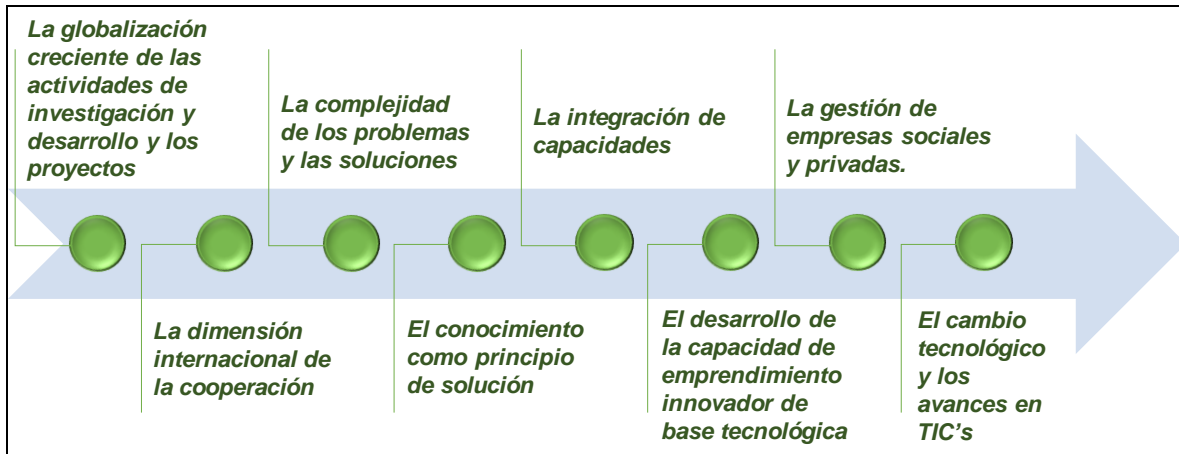 La globalización
creciente de las
actividades de
investigación y
desarrollo y los
proyectos
La dimensión
internacional de
la cooperación
La complejidad
de los problemas
y las soluciones
El conocimiento
como principio
de solución
La integración de
capacidades
El desarrollo de
la capacidad de
emprendimiento
innovador de
base tecnológica
La gestión de
empresas sociales
y privadas.
El cambio
tecnológico
y los
avances en
TIC's